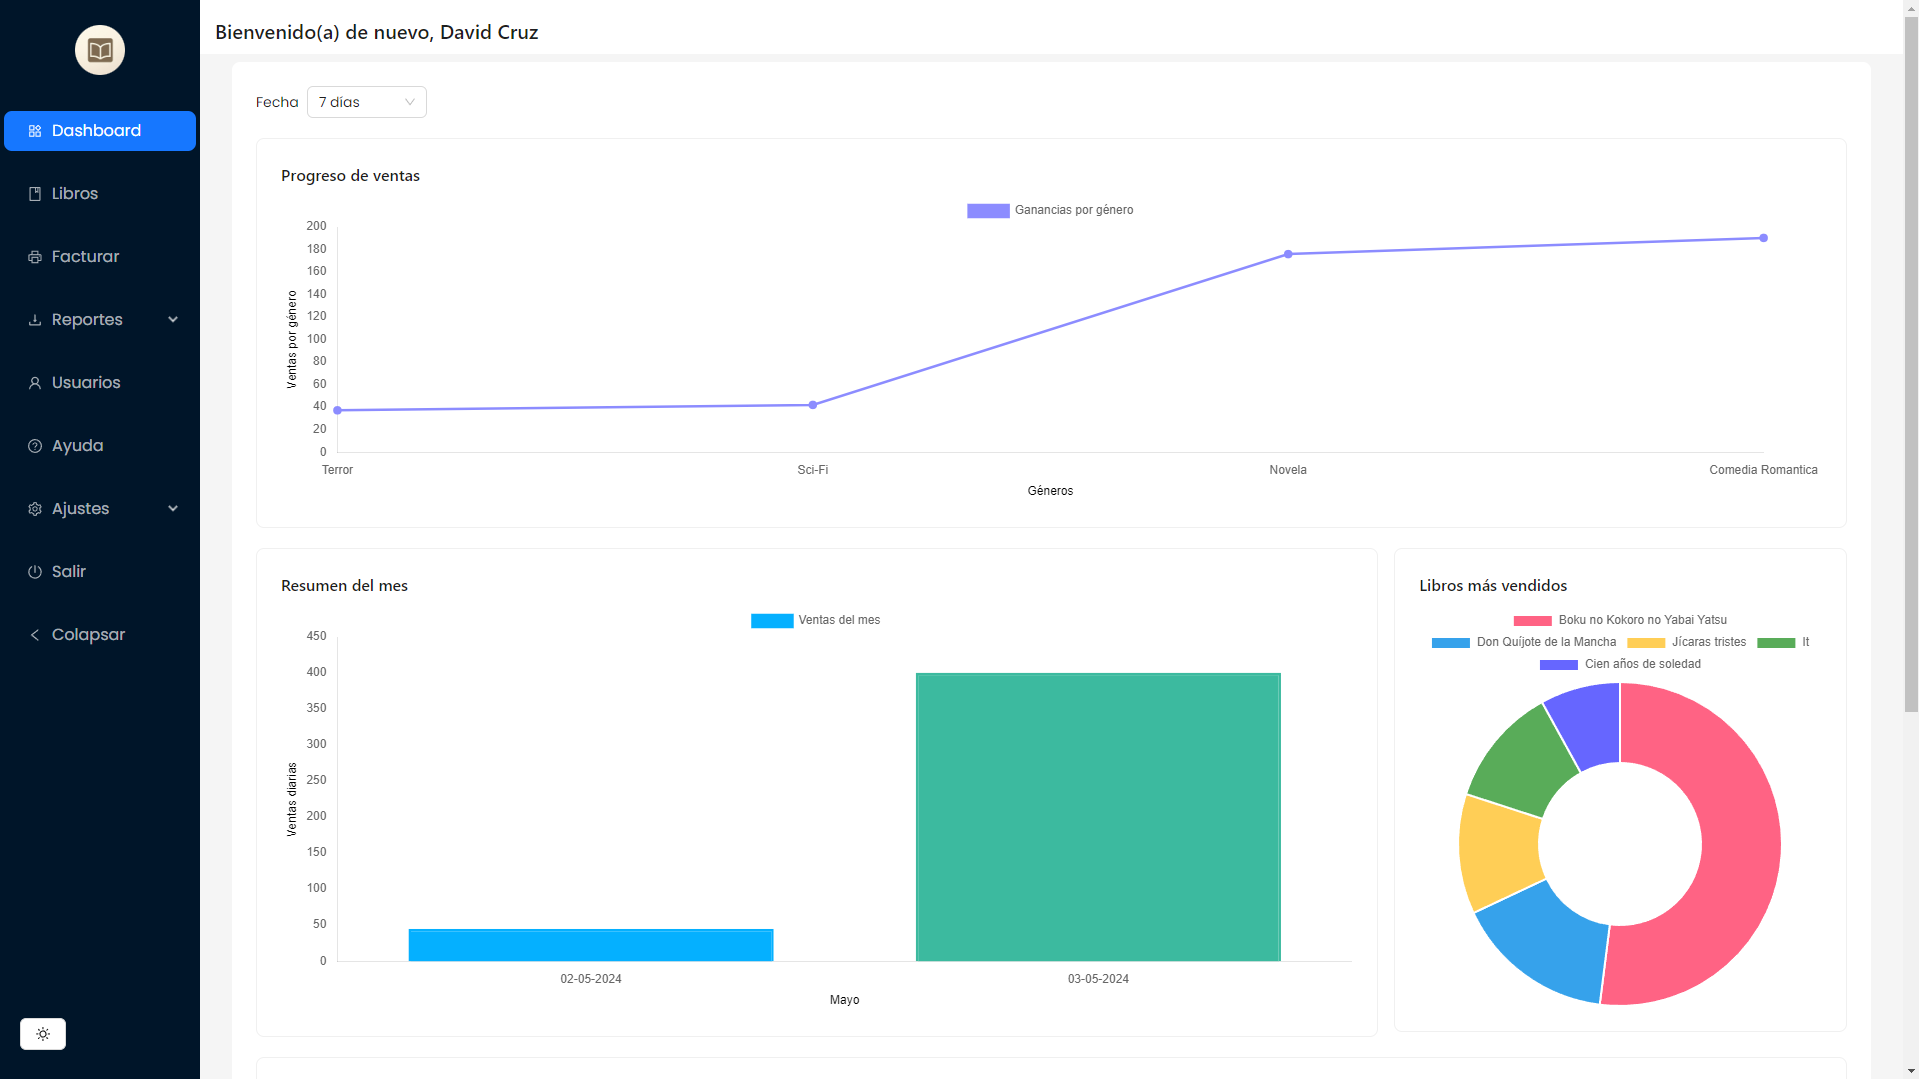 Bienvenido(a) de nuevo, David Cruz
Dashboard
Libros
Facturar
Reportes
Usuarios
Ayuda
Ajustes
Salir
Colapsar
Fecha 7 días
Progreso de ventas
Ganancias por género
200
180
160
140
120
100
80
60
40
20
0
Ventas por género
Terror Sci-Fi Novela Comedia Romantica
Géneros
Resumen del mes
Ventas del mes
450
400
350
300
250
200
150
100
50
0
Ventas diarias
02-05-2024 03-05-2024
Mayo
Libros más vendidos
Boku no Kokoro no Yabai Yatsu
Don Quijote de la Mancha Jícaras tristes It
Cien años de soledad